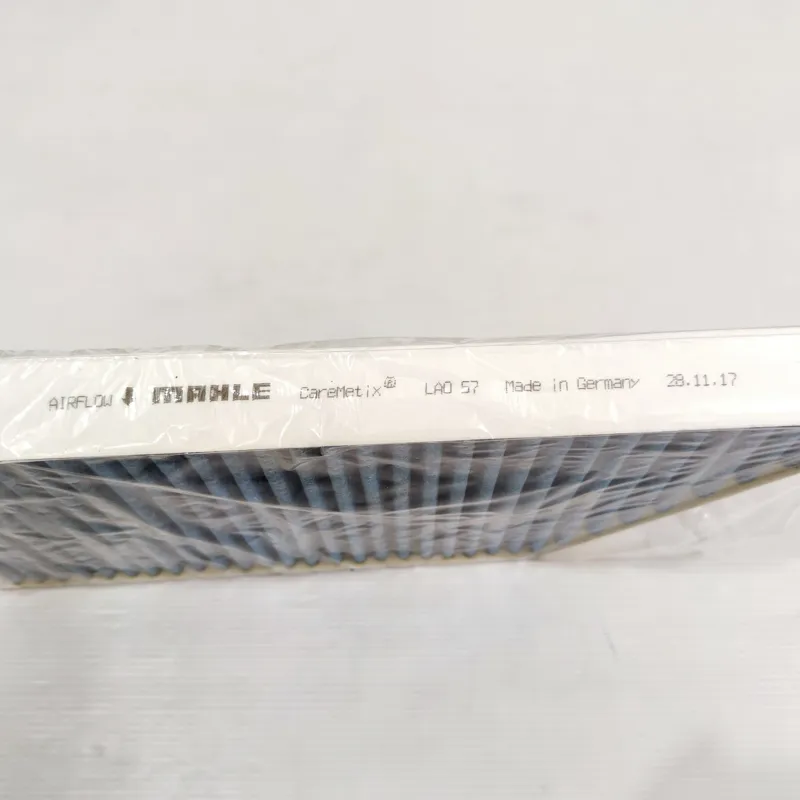 AIRFLOW ↓ MAHLE CareMetix® LAO 57 Made in Germany 28.11.17